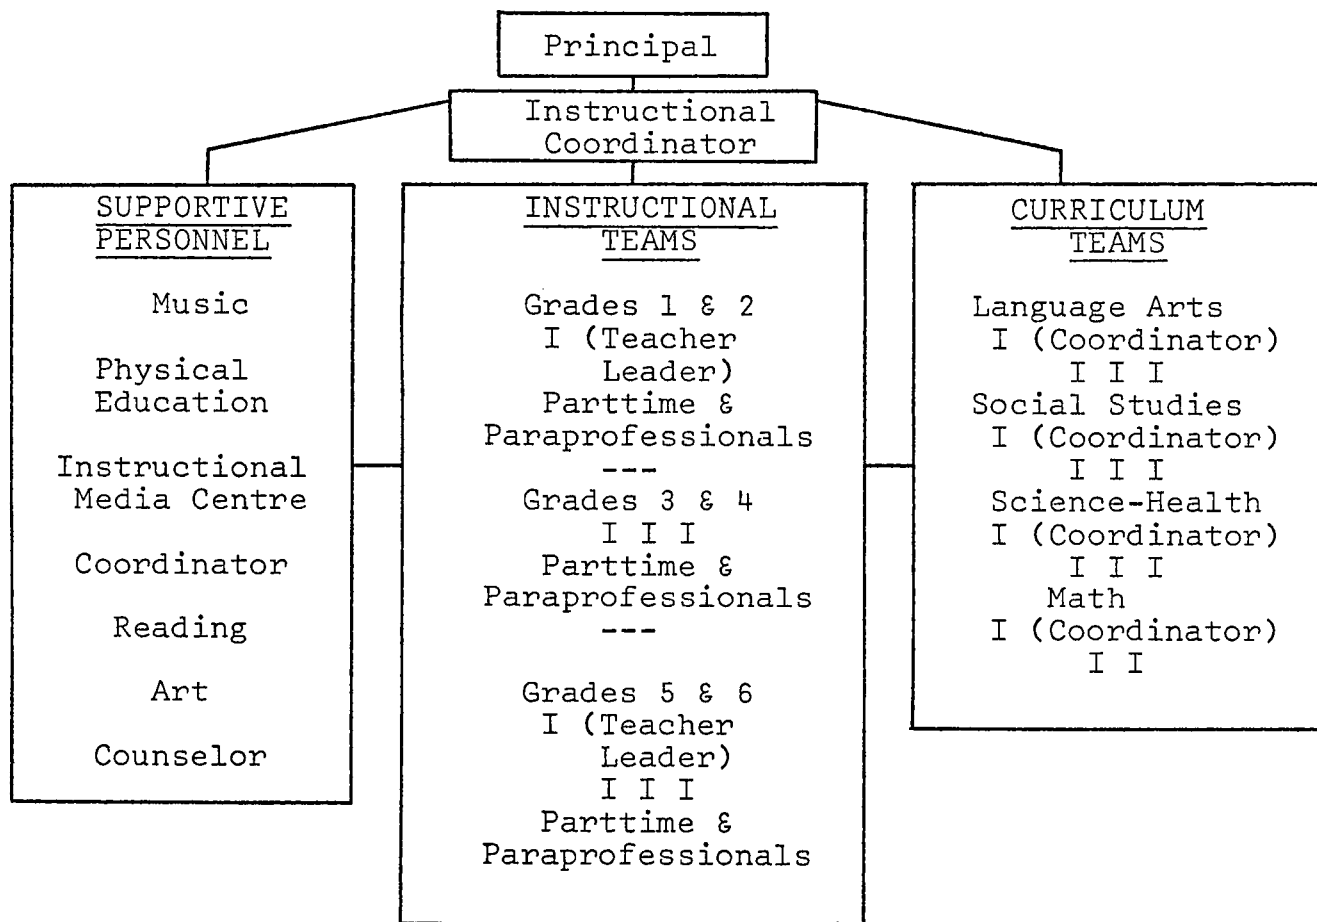 Principal
Instructional
Coordinator
SUPPORTIVE
PERSONNEL
Music
Physical
Education
Instructional
Media Centre
Coordinator
Reading
Art
Counselor
INSTRUCTIONAL
TEAMS
Grades 1 & 2
I (Teacher
Leader)
Parttime &
Paraprofessionals
---
Grades 3 & 4
I I I
Parttime &
Paraprofessionals
---
Grades 5 & 6
I (Teacher
Leader)
I I I
Parttime &
Paraprofessionals
CURRICULUM
TEAMS
Language Arts
I (Coordinator)
I I I
Social Studies
I (Coordinator)
I I I
Science-Health
I (Coordinator)
I I I
Math
I (Coordinator)
I I